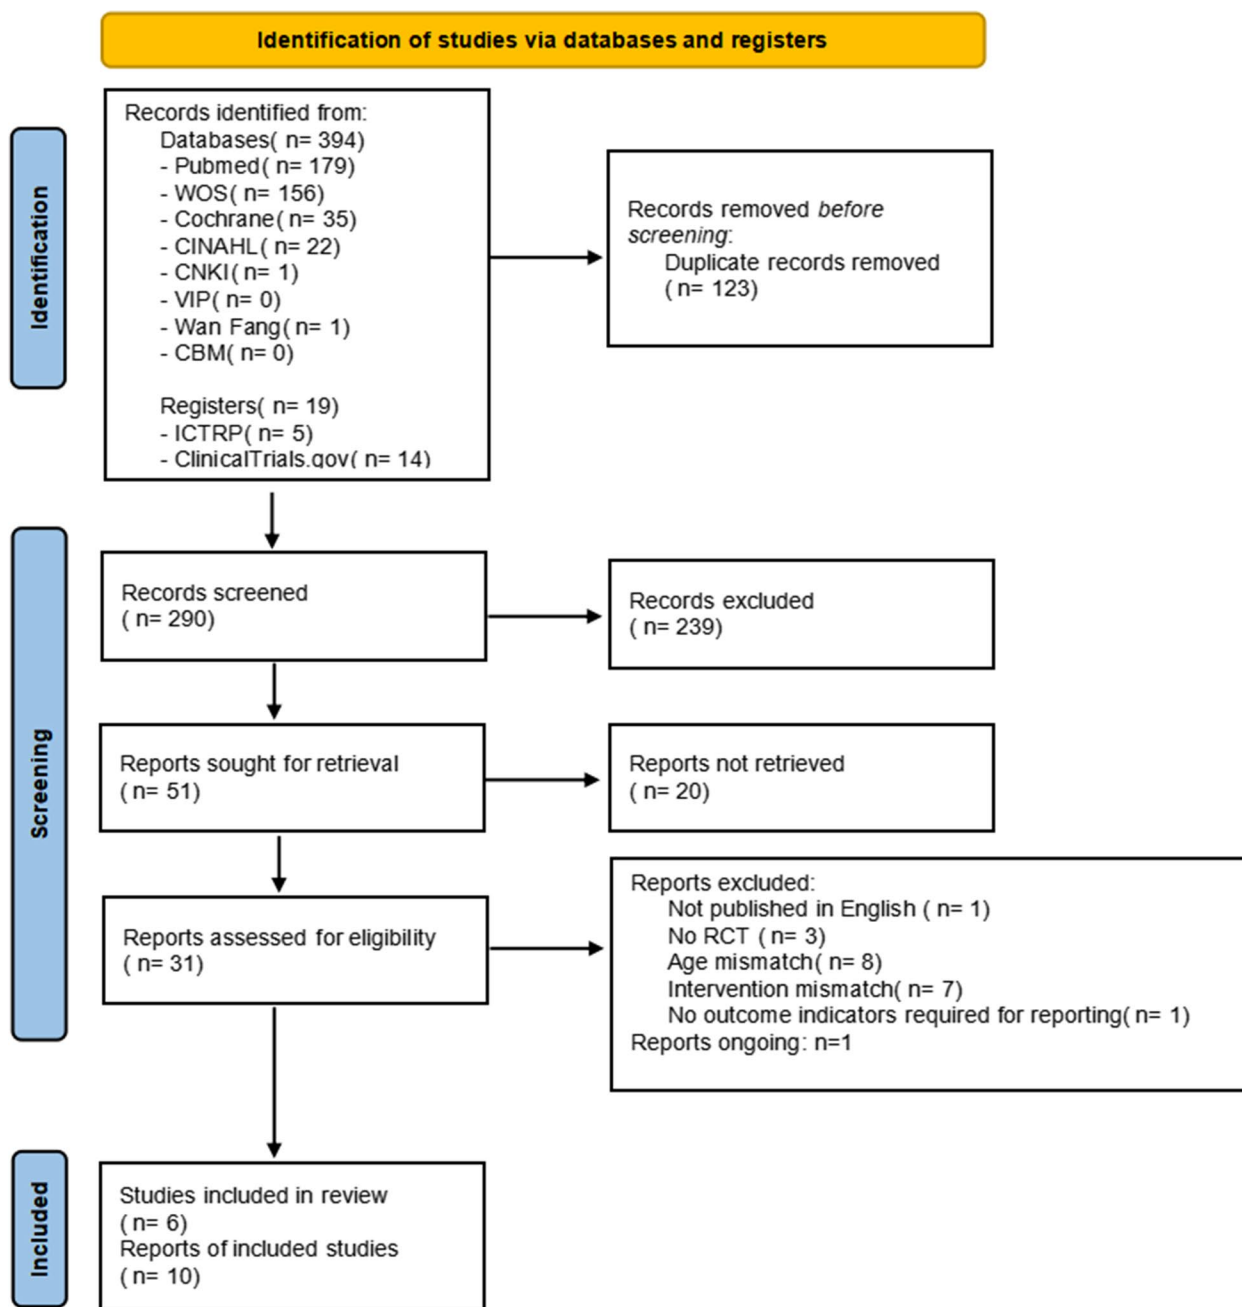 Identification of studies via databases and registers
Identification
Records identified from:
Databases( n= 394)
- Pubmed( n= 179)
- WOS( n= 156)
- Cochrane( n= 35)
- CINAHL( n= 22)
- CNKI( n= 1)
- VIP( n= 0)
- Wan Fang( n= 1)
- CBM( n= 0)
Registers( n= 19)
- ICTRP( n= 5)
- ClinicalTrials.gov( n= 14)
Records removed before
screening:
Duplicate records removed
( n= 123)
Screening
Records screened
( n= 290)
Records excluded
( n= 239)
Reports sought for retrieval
( n= 51)
Reports not retrieved
( n= 20)
Reports assessed for eligibility
( n= 31)
Reports excluded:
Not published in English ( n= 1)
No RCT ( n= 3)
Age mismatch( n= 8)
Intervention mismatch( n= 7)
No outcome indicators required for reporting( n= 1)
Reports ongoing: n=1
Included
Studies included in review
( n= 6)
Reports of included studies
( n= 10)